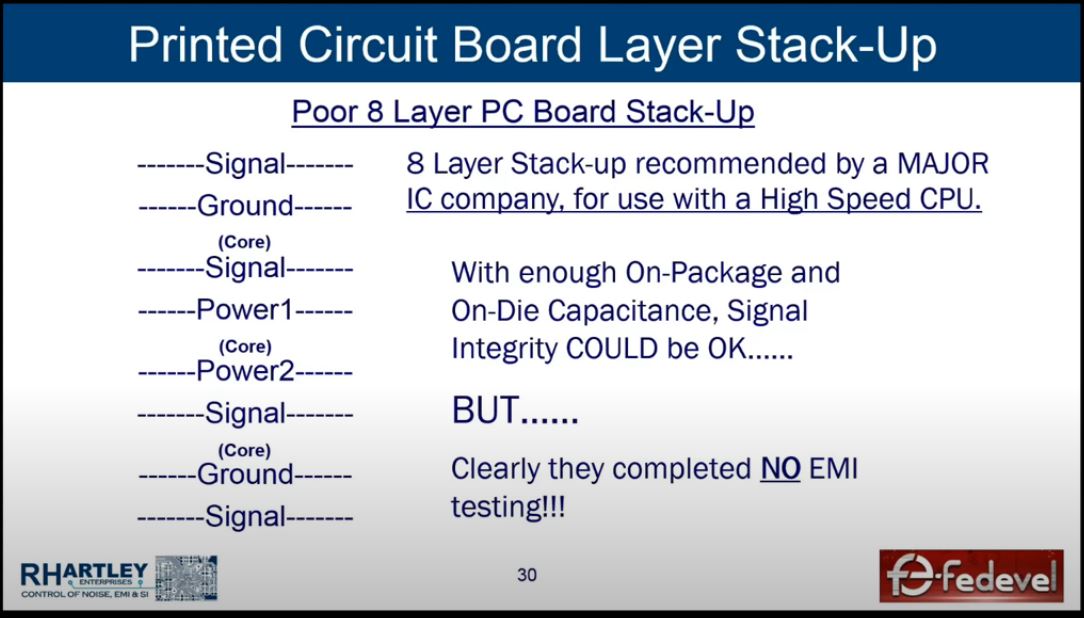 Printed Circuit Board Layer Stack-Up
Poor 8 Layer PC Board Stack-Up
-------Signal-------
------Ground------
(Core)
-------Signal-------
------Power1------
(Core)
------Power2------
-------Signal-------
(Core)
------Ground------
-------Signal-------
8 Layer Stack-up recommended by a MAJOR
IC company, for use with a High Speed CPU.
With enough On-Package and
On-Die Capacitance, Signal
Integrity COULD be OK......
BUT......
Clearly they completed NO EMI
testing!!!
RHARTLEY
ENTERPRISES
CONTROL OF NOISE, EMI & SI
30
fedevel